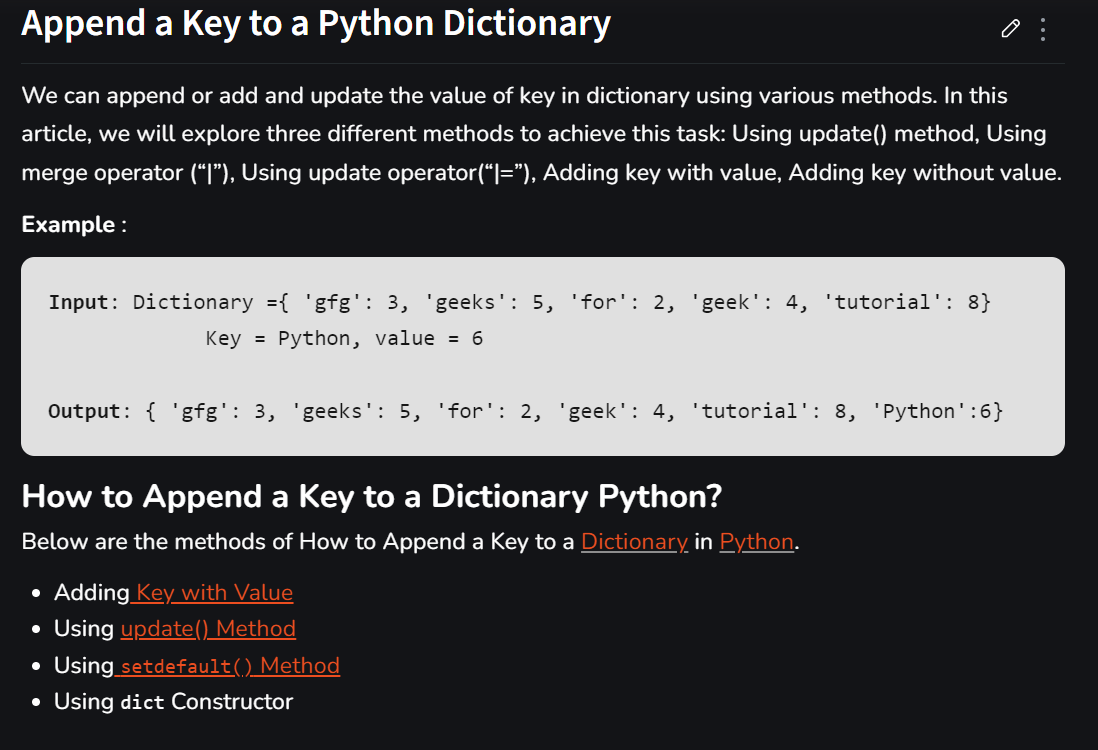 Append a Key to a Python Dictionary
We can append or add and update the value of key in dictionary using various methods. In this
article, we will explore three different methods to achieve this task: Using update() method, Using
merge operator (“|”), Using update operator(“|=”), Adding key with value, Adding key without value.
Example :
Input: Dictionary ={ 'gfg': 3, 'geeks': 5, 'for': 2, 'geek': 4, 'tutorial': 8}
Key = Python, value = 6
Output: { 'gfg': 3, 'geeks': 5, 'for': 2, 'geek': 4, 'tutorial': 8, 'Python':6}
How to Append a Key to a Dictionary Python?
Below are the methods of How to Append a Key to a Dictionary in Python.
• Adding Key with Value
• Using update() Method
• Using setdefault() Method
• Using dict Constructor